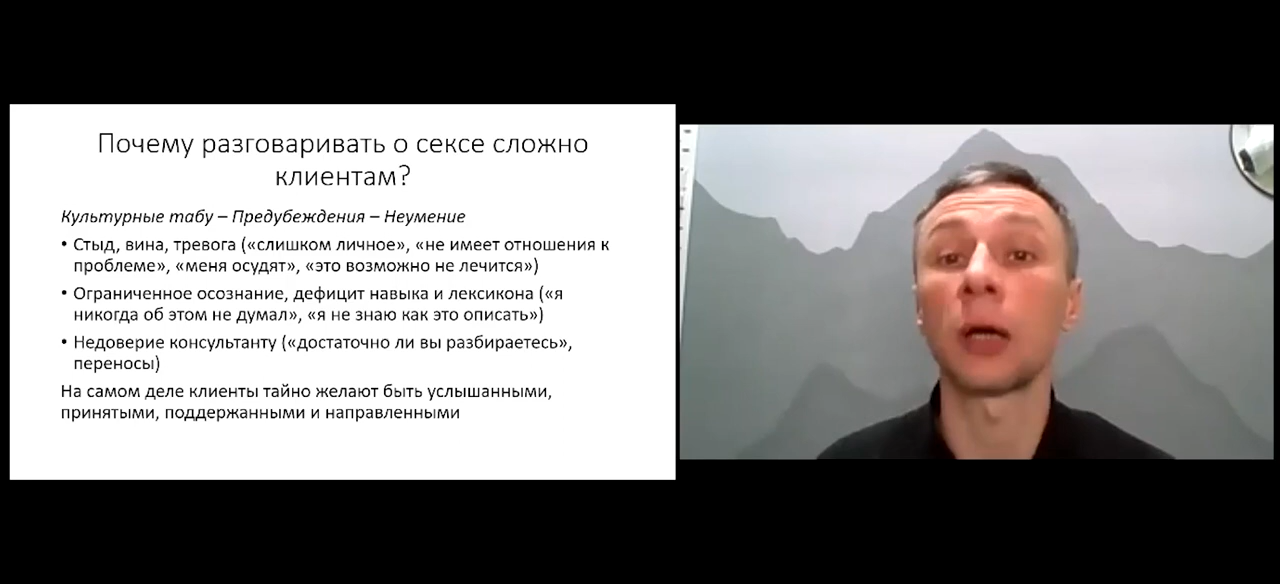 Почему разговаривать о сексе сложно
клиентам?
Культурные табу – Предубеждения – Неумение
• Стыд, вина, тревога («слишком личное», «не имеет отношения к
проблеме», «меня осудят», «это возможно не лечится»)
• Ограниченное осознание, дефицит навыка и лексикона («я
никогда об этом не думал», «я не знаю как это описать»)
• Недоверие консультанту («достаточно ли вы разбираетесь»,
переносы)
На самом деле клиенты тайно желают быть услышанными,
принятыми, поддержанными и направленными